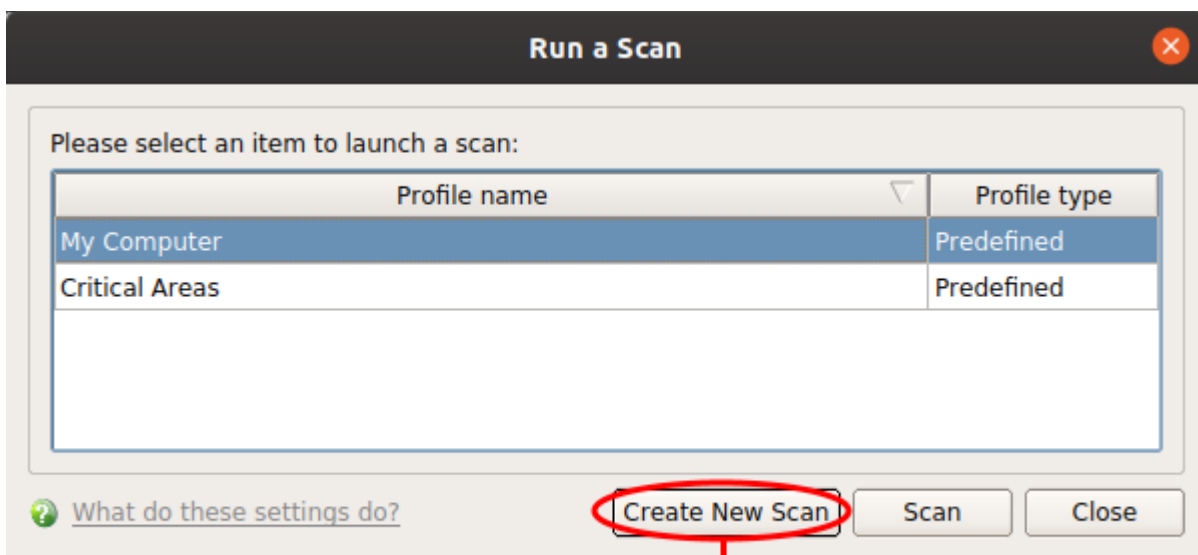 Run a Scan
Please select an item to launch a scan:
Profile name Profile type
My Computer Predefined
Critical Areas Predefined
What do these settings do? Create New Scan Scan Close